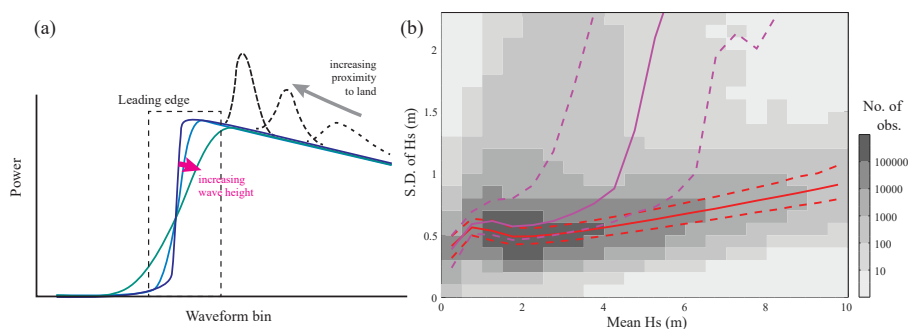 (a)
increasing
proximity
to land
Leading edge
increasing
wave height
Power
Waveform bin
(b)
2
1.5
1
0.5
0
S.D. of Hs (m)
0 2 4 6 8 10
Mean Hs (m)
No. of
obs.
100000
10000
1000
100
10